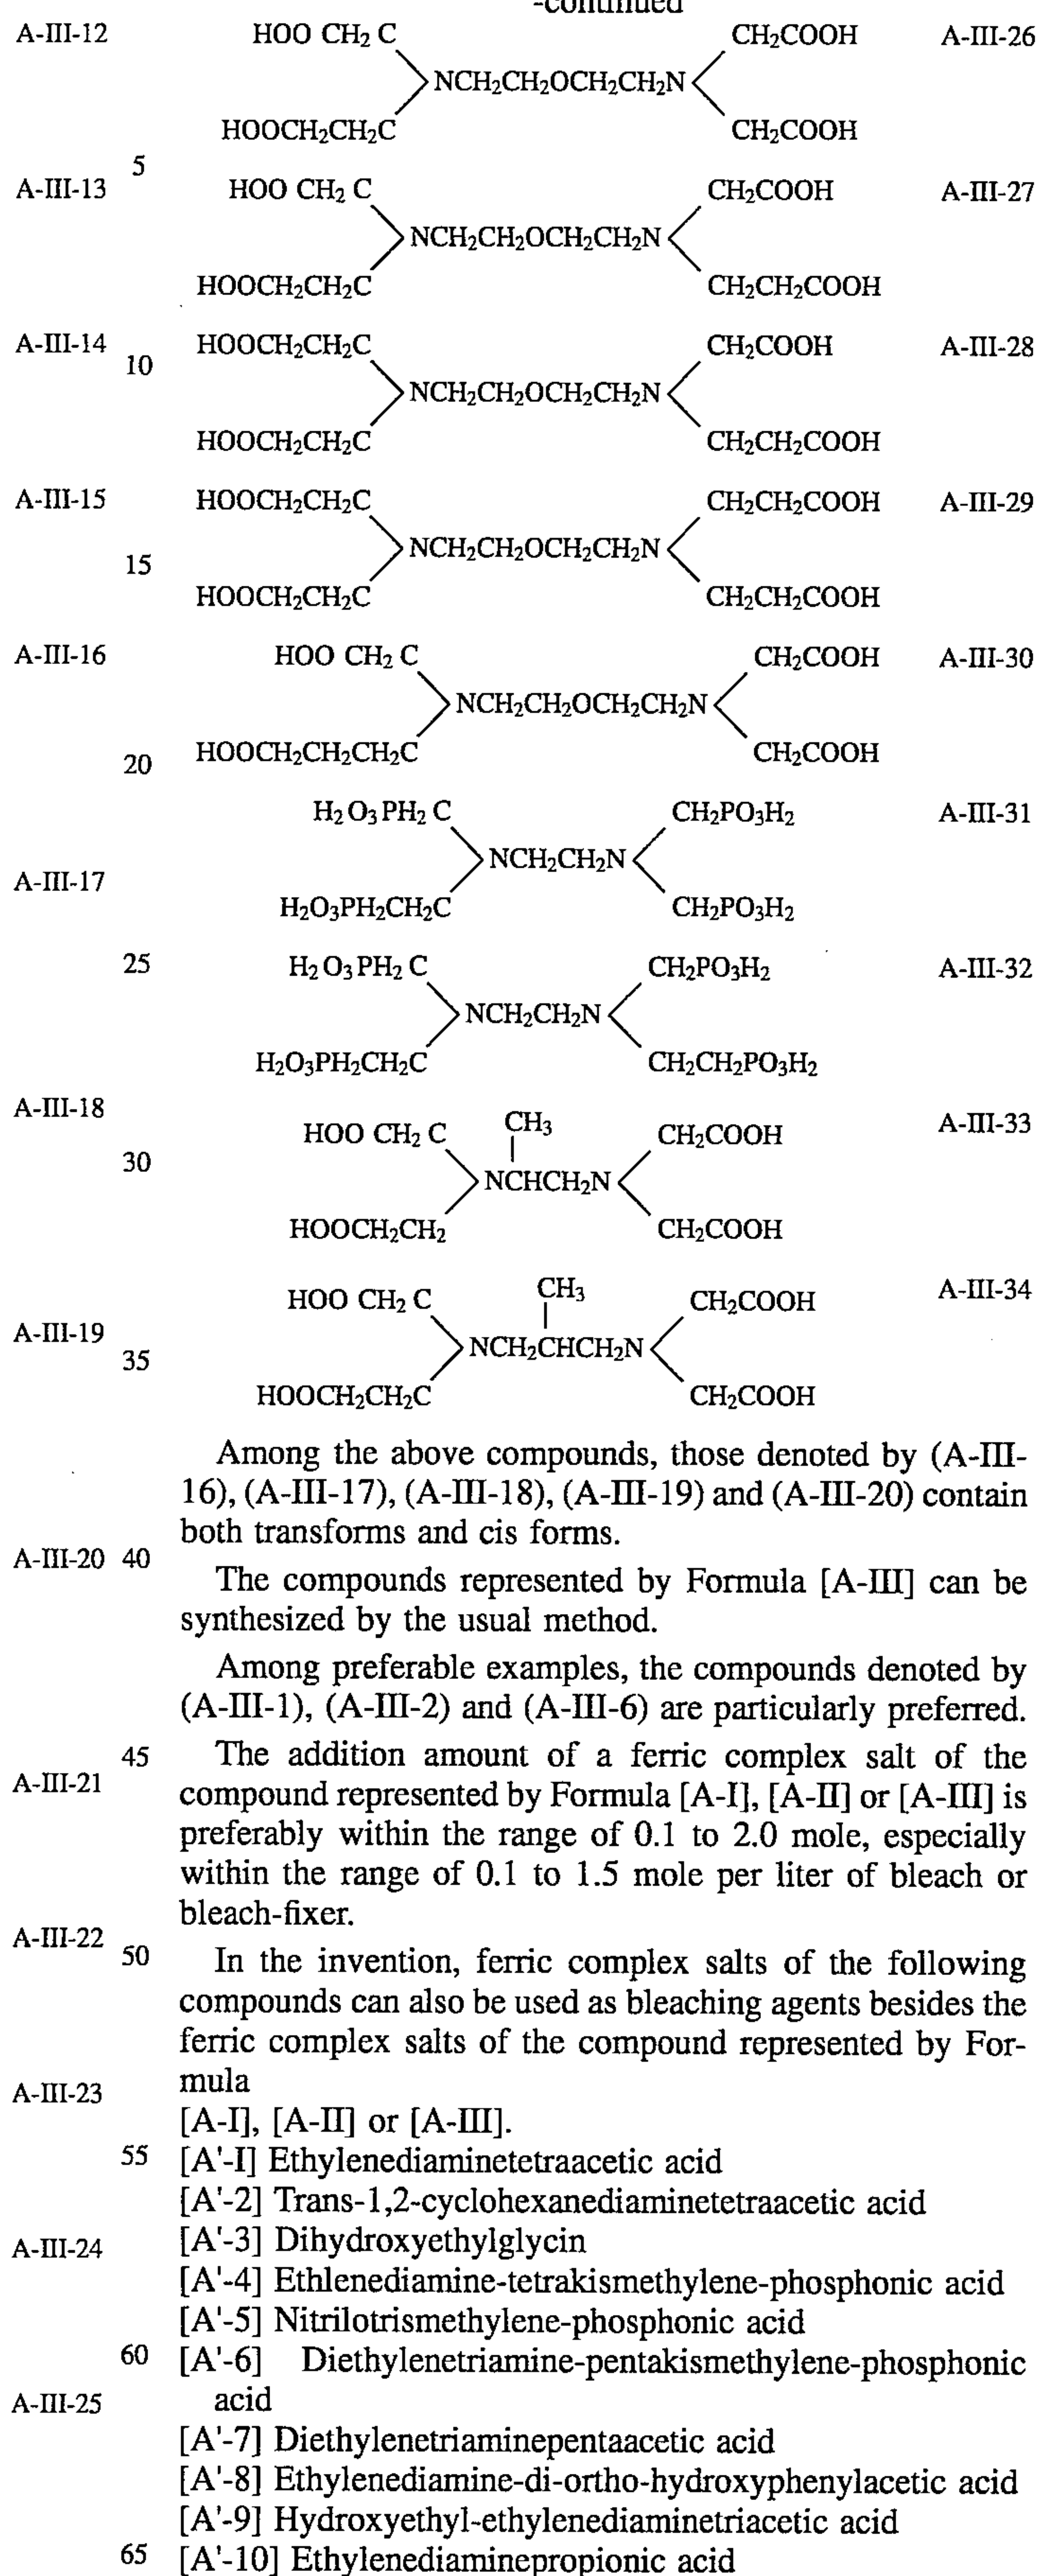 -continued
A-III-12 HOO CH2 C CH2COOH A-III-26
NCH2CH2OCH2CH2N
HOOCH2CH2C CH2COOH
5
A-III-13 HOO CH2 C CH2COOH A-III-27
NCH2CH2OCH2CH2N
HOOCH2CH2C CH2CH2COOH
A-III-14 HOOCH2CH2C CH2COOH A-III-28
10
NCH2CH2OCH2CH2N
HOOCH2CH2C CH2CH2COOH
A-III-15 HOOCH2CH2C CH2CH2COOH A-III-29
NCH2CH2OCH2CH2N
15
HOOCH2CH2C CH2CH2COOH
A-III-16 HOO CH2 C CH2COOH A-III-30
NCH2CH2OCH2CH2N
HOOCH2CH2CH2C CH2COOH
20
H2 O3 PH2 C CH2PO3H2 A-III-31
NCH2CH2N
A-III-17
H2O3PH2CH2C CH2PO3H2
25 H2 O3 PH2 C CH2PO3H2 A-III-32
NCH2CH2N
H2O3PH2CH2C CH2CH2PO3H2
A-III-18 CH3 A-III-33
HOO CH2 C CH2COOH
30
NCHCH2N
HOOCH2CH2 CH2COOH
CH3 A-III-34
HOO CH2 C CH2COOH
A-III-19
NCH2CHCH2N
35
HOOCH2CH2C CH2COOH
Among the above compounds, those denoted by (A-III-
16), (A-III-17), (A-III-18), (A-III-19) and (A-III-20) contain
both transforms and cis forms.
A-III-20 40
The compounds represented by Formula [A-III] can be
synthesized by the usual method.
Among preferable examples, the compounds denoted by
(A-III-1), (A-III-2) and (A-III-6) are particularly preferred.
45 The addition amount of a ferric complex salt of the
A-III-21 compound represented by Formula [A-I], [A-II] or [A-III] is
preferably within the range of 0.1 to 2.0 mole, especially
within the range of 0.1 to 1.5 mole per liter of bleach or
bleach-fixer.
A-III-22
50 In the invention, ferric complex salts of the following
compounds can also be used as bleaching agents besides the
ferric complex salts of the compound represented by For-
A-III-23 mula
[A-I], [A-II] or [A-III].
55 [A'-I] Ethylenediaminetetraacetic acid
[A'-2] Trans-1,2-cyclohexanediaminetetraacetic acid
A-III-24 [A'-3] Dihydroxyethylglycin
[A'-4] Ethlenediamine-tetrakismethylene-phosphonic acid
[A'-5] Nitrilotrismethylene-phosphonic acid
60 [A'-6] Diethylenetriamine-pentakismethylene-phosphonic
A-III-25 acid
[A'-7] Diethylenetriaminepentaacetic acid
[A'-8] Ethylenediamine-di-ortho-hydroxyphenylacetic acid
[A'-9] Hydroxyethyl-ethylenediaminetriacetic acid
65 [A'-10] Ethylenediaminepropionic acid